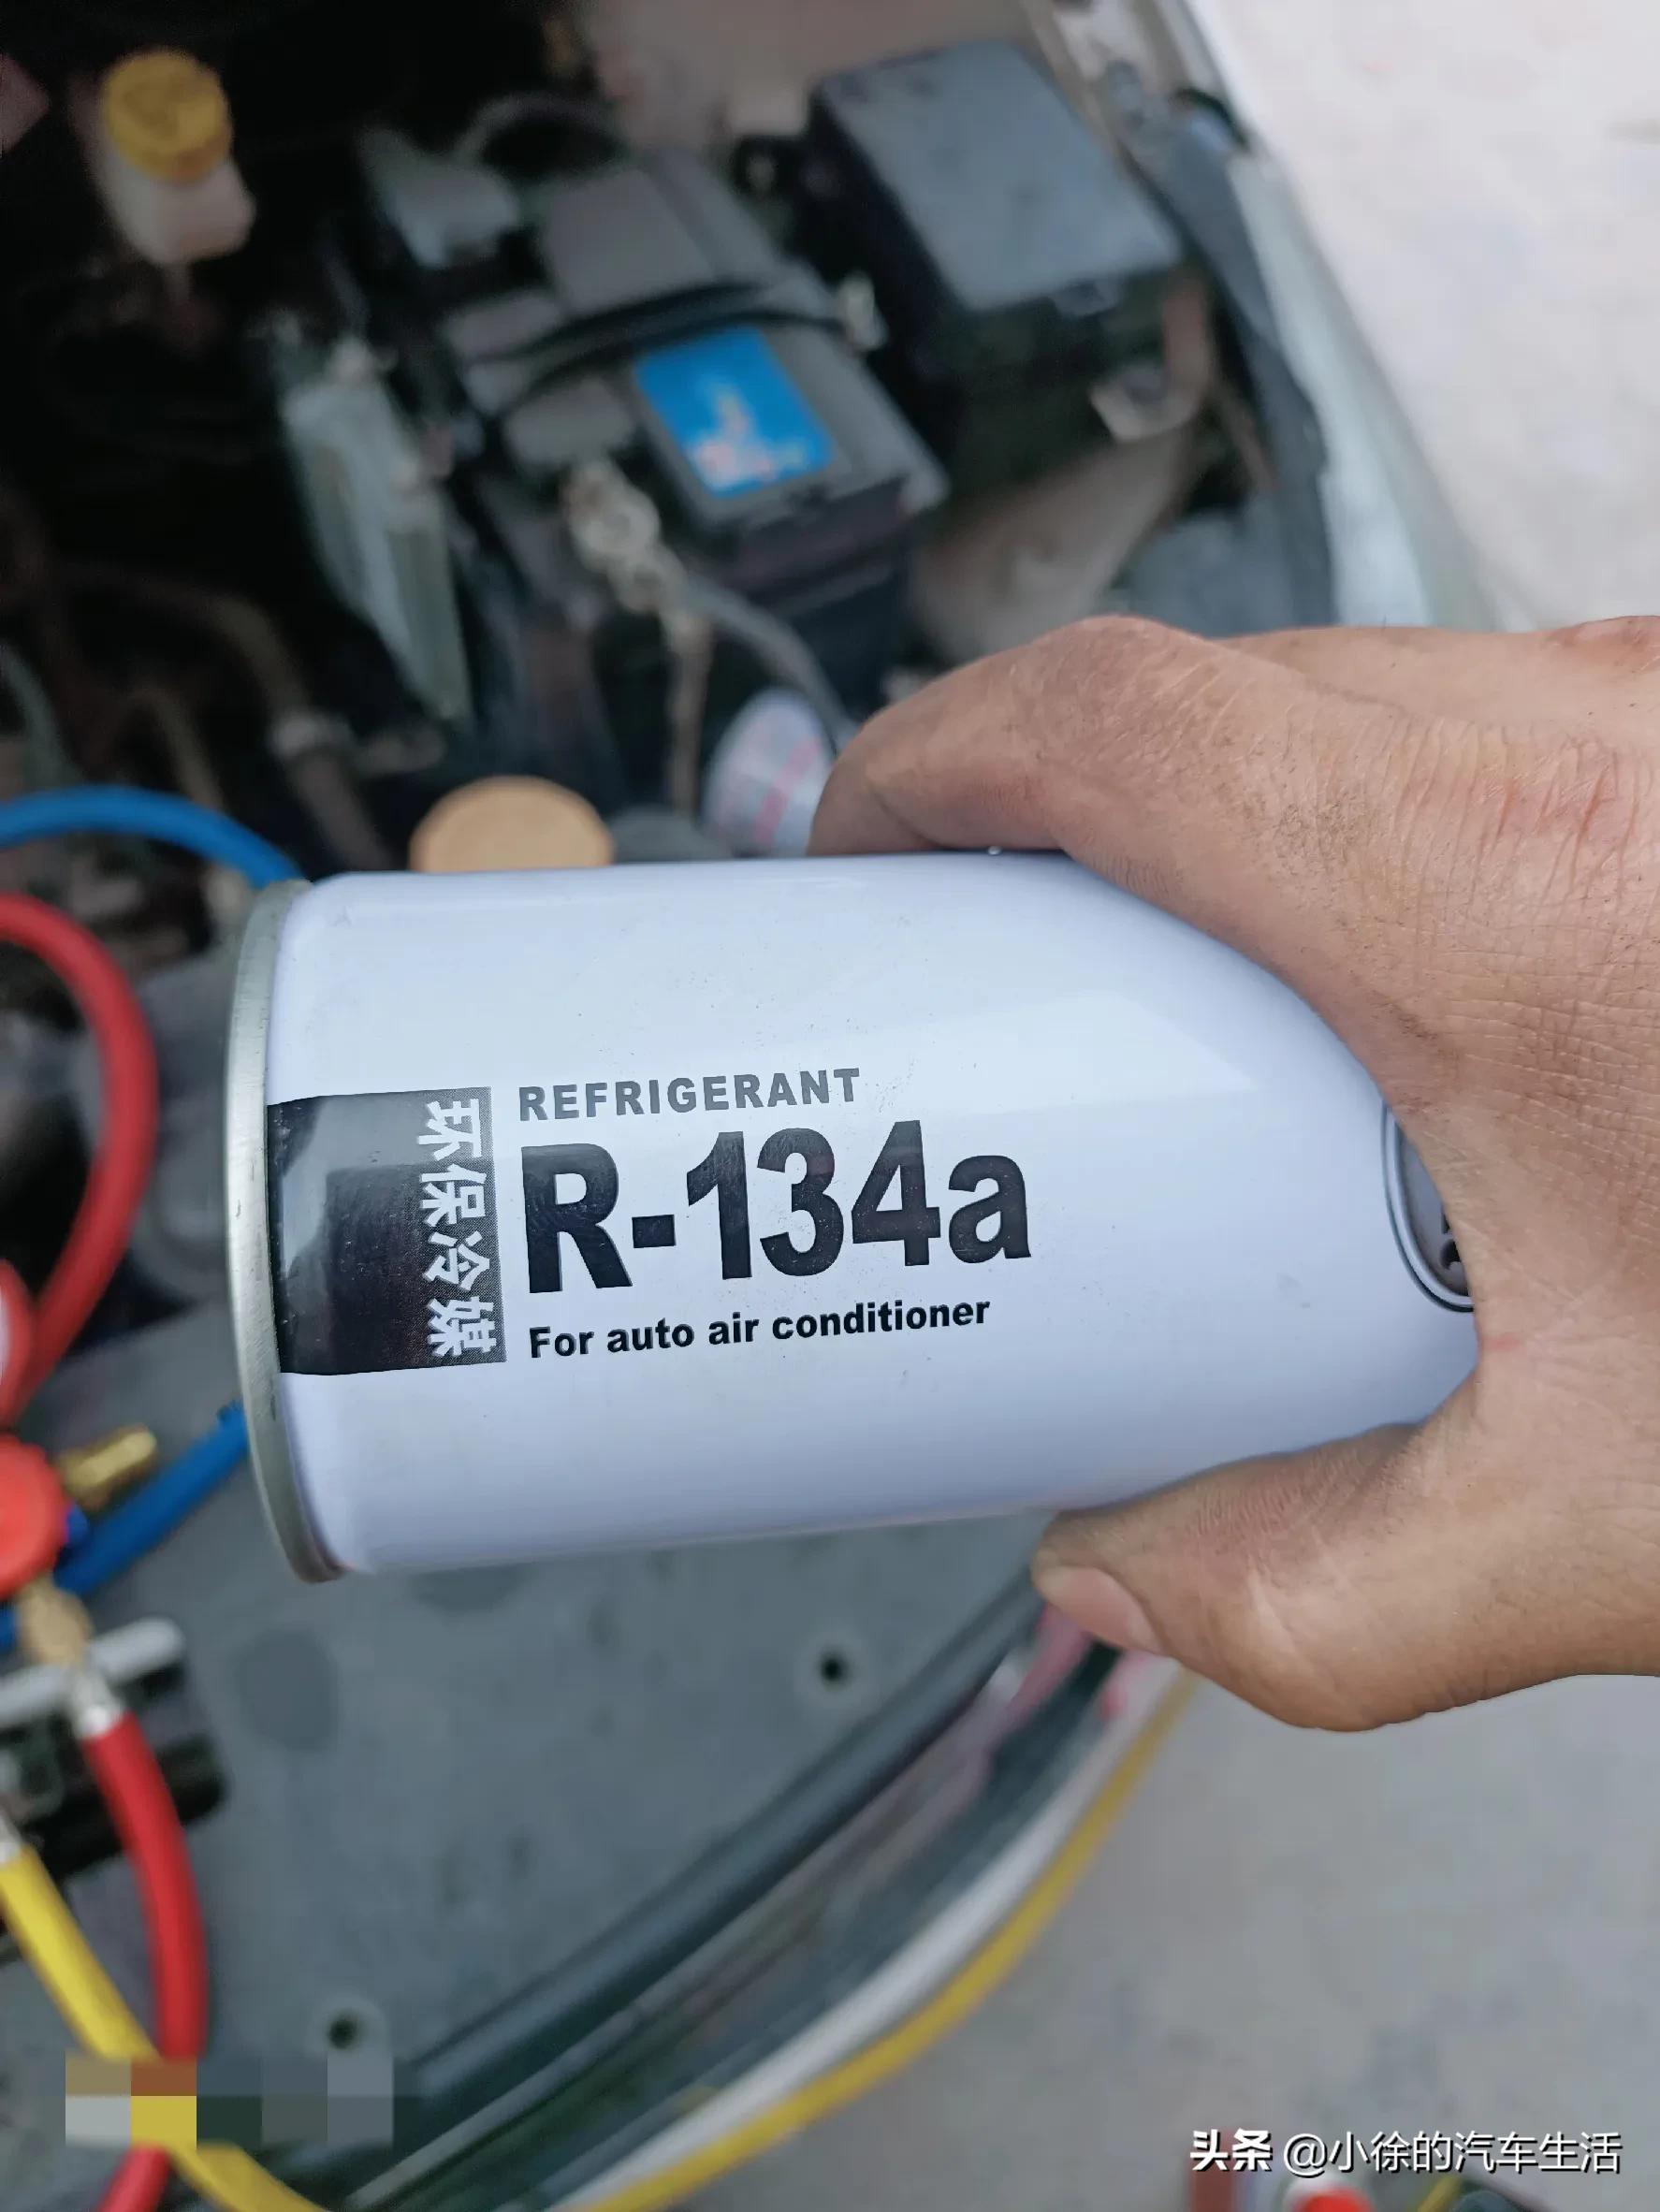 环保冷媒
REFRIGERANT
R-134a
For auto air conditioner
头条 @小徐的汽车生活